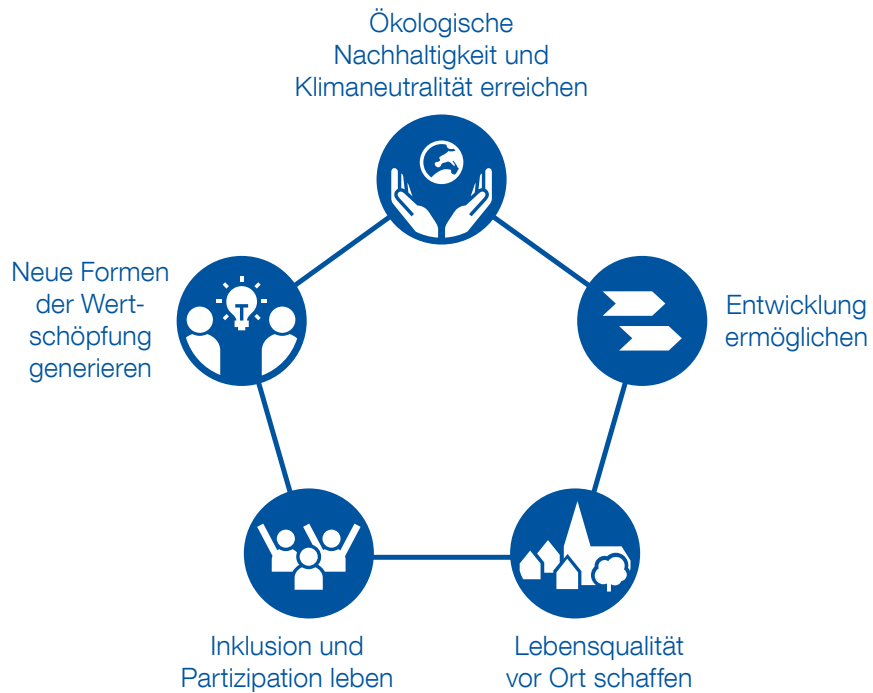 Ökologische
Nachhaltigkeit und
Klimaneutralität erreichen
Neue Formen
der Wert-
schöpfung
generieren
Entwicklung
ermöglichen
Inklusion und
Partizipation leben
Lebensqualität
vor Ort schaffen